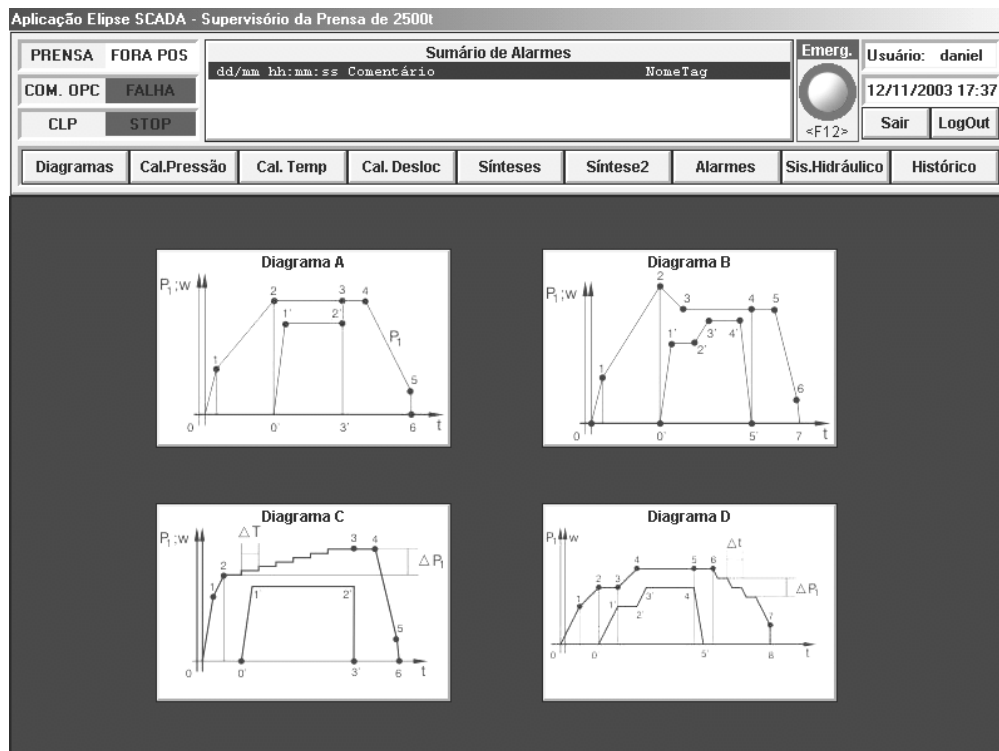 Aplicação Elipse SCADA - Supervisório da Prensa de 2500t
PRENSA FORA POS
COM. OPC FALHA
CLP STOP
Sumário de Alarmes
dd/mm hh:mm:ss Comentário NomeTag
Emerg.
<F12>
Usuário: daniel
12/11/2003 17:37
Sair LogOut
Diagramas Cal.Pressão Cal. Temp Cal. Desloc Sínteses Síntese2 Alarmes Sis.Hidráulico Histórico
Diagrama A
P₁;w
2 3 4
1' 2'
P₁
1
5
0 0' 3' 6 t
Diagrama B
P₁;w
2
3 4 5
1' 3' 4'
2'
1
6
0 0' 5' 7 t
Diagrama C
P₁;w
△T
3 4
2
△P₁
1
1' 2'
5
0 0' 3' 6 t
Diagrama D
P₁ w
△t
4 5 6
2 3
△P₁
1 1' 3' 4'
2'
7
0 0 5' 8 t